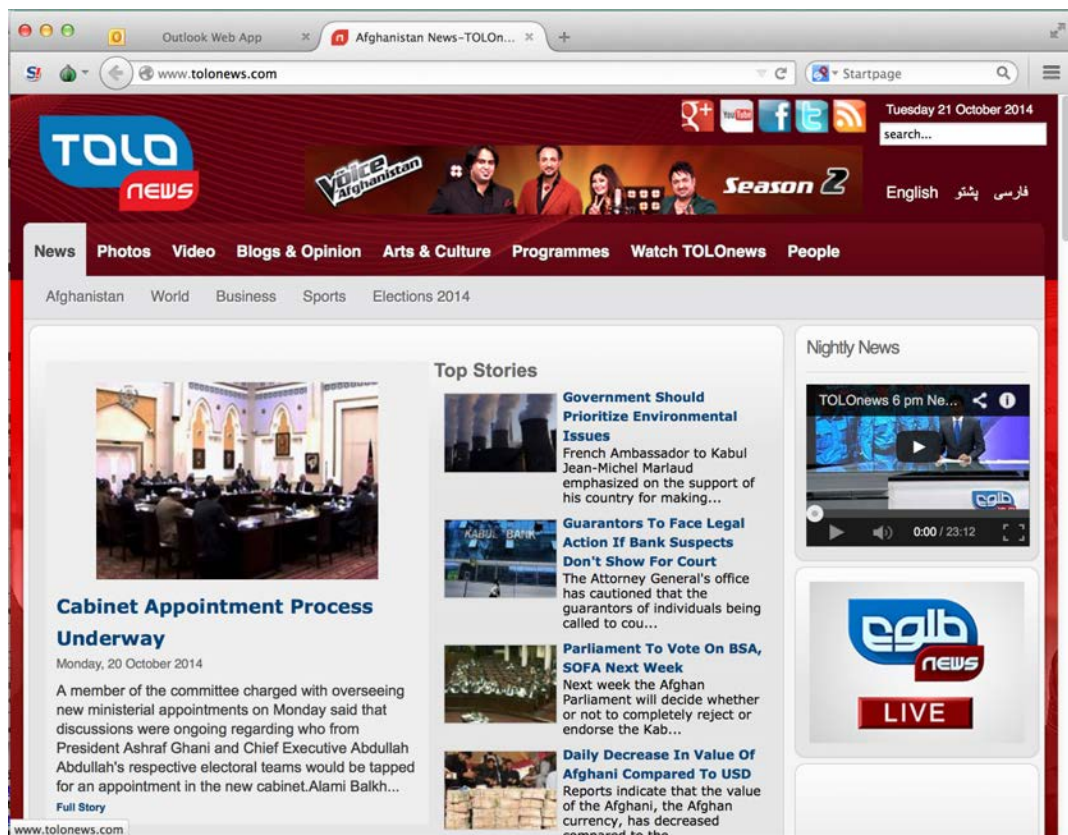 Outlook Web App
Afghanistan News-TOLOn...
www.tolonews.com
Startpage
TOLO
news
The Voice
Afghanistan
Season 2
You Tube
Tuesday 21 October 2014
search...
English پشتو فارسی
News Photos Video Blogs & Opinion Arts & Culture Programmes Watch TOLOnews People
Afghanistan World Business Sports Elections 2014
Cabinet Appointment Process
Underway
Monday, 20 October 2014
A member of the committee charged with overseeing
new ministerial appointments on Monday said that
discussions were ongoing regarding who from
President Ashraf Ghani and Chief Executive Abdullah
Abdullah's respective electoral teams would be tapped
for an appointment in the new cabinet.Alami Balkh...
Full Story
Top Stories
Government Should
Prioritize Environmental
Issues
French Ambassador to Kabul
Jean-Michel Marlaud
emphasized on the support of
his country for making...
KABUL BANK
Guarantors To Face Legal
Action If Bank Suspects
Don't Show For Court
The Attorney General's office
has cautioned that the
guarantors of individuals being
called to cou...
Parliament To Vote On BSA,
SOFA Next Week
Next week the Afghan
Parliament will decide whether
or not to completely reject or
endorse the Kab...
Daily Decrease In Value Of
Afghani Compared To USD
Reports indicate that the value
of the Afghani, the Afghan
currency, has decreased
compared to the
Nightly News
TOLOnews 6 pm Ne...
طلوع
0:00 / 23:12
طلوع
news
LIVE
www.tolonews.com